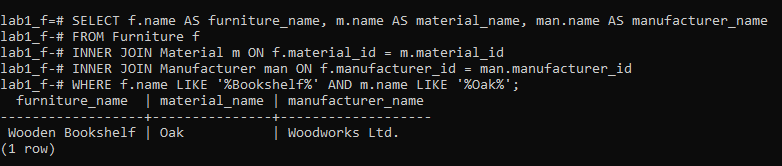 lab1_f=# SELECT f.name AS furniture_name, m.name AS material_name, man.name AS manufacturer_name
lab1_f-# FROM Furniture f
lab1_f-# INNER JOIN Material m ON f.material_id = m.material_id
lab1_f-# INNER JOIN Manufacturer man ON f.manufacturer_id = man.manufacturer_id
lab1_f-# WHERE f.name LIKE '%Bookshelf%' AND m.name LIKE '%Oak%';
  furniture_name  | material_name | manufacturer_name
------------------+---------------+-------------------
 Wooden Bookshelf | Oak           | Woodworks Ltd.
(1 row)